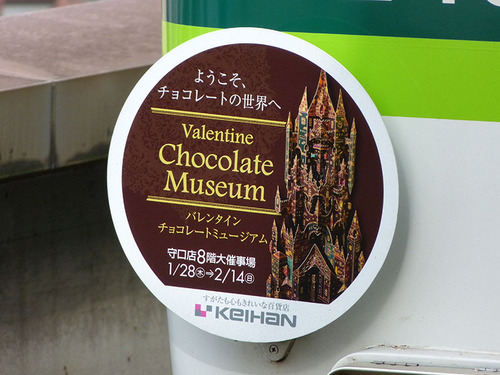 ようこそ、
チョコレートの世界へ
Valentine
Chocolate
Museum
バレンタイン
チョコレートミュージアム
守口店8階大催事場
1/28㊍➔2/14㊐
すがたも心もきれいな百貨店
KEIHAN